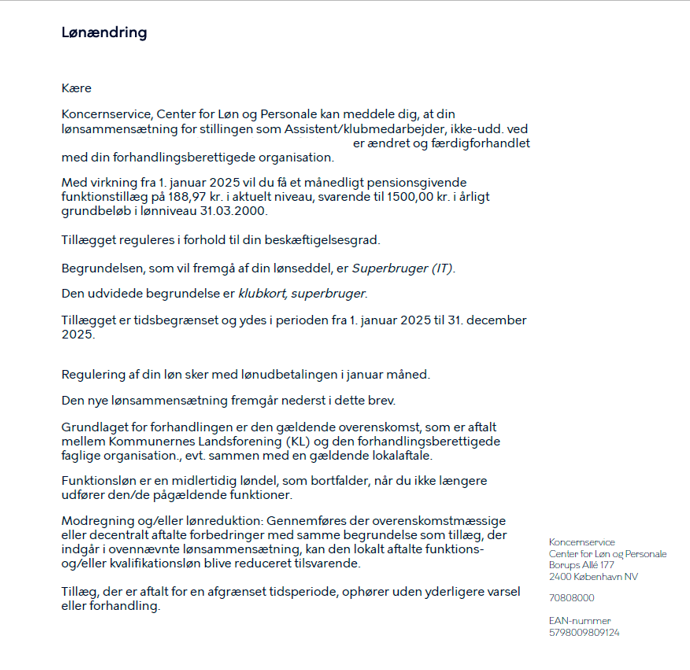 Lønændring
Kære
Koncernservice, Center for Løn og Personale kan meddele dig, at din
lønsammensætning for stillingen som Assistent/klubmedarbejder, ikke-udd. ved
er ændret og færdigforhandlet
med din forhandlingsberettigede organisation.
Med virkning fra 1. januar 2025 vil du få et månedligt pensionsgivende
funktionstillæg på 188,97 kr. i aktuelt niveau, svarende til 1500,00 kr. i årligt
grundbeløb i lønniveau 31.03.2000.
Tillægget reguleres i forhold til din beskæftigelsesgrad.
Begrundelsen, som vil fremgå af din lønseddel, er Superbruger (IT).
Den udvidede begrundelse er klubkort, superbruger.
Tillægget er tidsbegrænset og ydes i perioden fra 1. januar 2025 til 31. december
2025.
Regulering af din løn sker med lønudbetalingen i januar måned.
Den nye lønsammensætning fremgår nederst i dette brev.
Grundlaget for forhandlingen er den gældende overenskomst, som er aftalt
mellem Kommunernes Landsforening (KL) og den forhandlingsberettigede
faglige organisation., evt. sammen med en gældende lokalaftale.
Funktionsløn er en midlertidig løndel, som bortfalder, når du ikke længere
udfører den/de pågældende funktioner.
Modregning og/eller lønreduktion: Gennemføres der overenskomstmæssige
eller decentralt aftalte forbedringer med samme begrundelse som tillæg, der
indgår i ovennævnte lønsammensætning, kan den lokalt aftalte funktions-
og/eller kvalifikationsløn blive reduceret tilsvarende.
Tillæg, der er aftalt for en afgrænset tidsperiode, ophører uden yderligere varsel
eller forhandling.
Koncernservice
Center for Løn og Personale
Borups Allé 177
2400 København NV
70808000
EAN-nummer
5798009809124